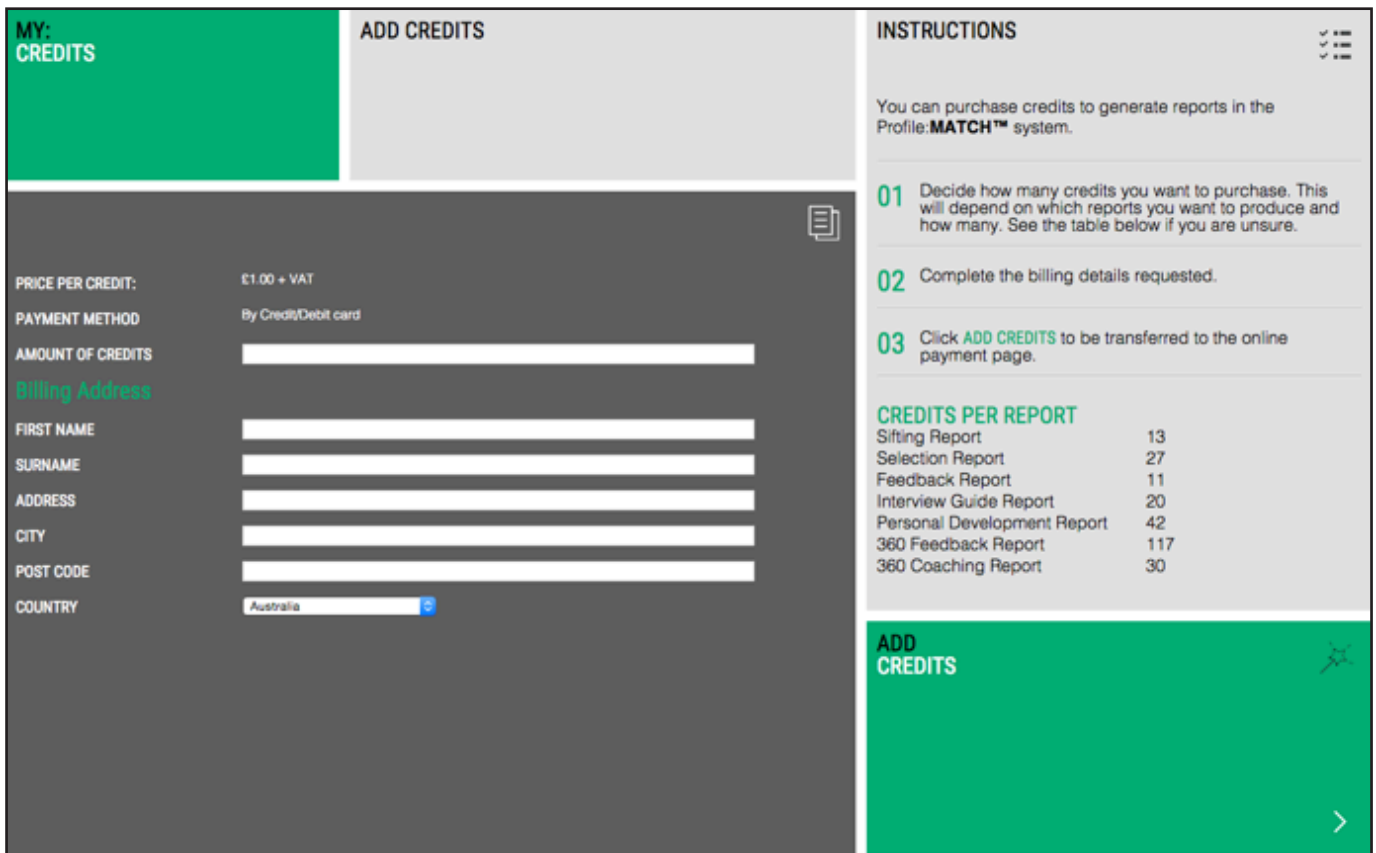 MY:
CREDITS
ADD CREDITS
PRICE PER CREDIT: £1.00 + VAT
PAYMENT METHOD By Credit/Debit card
AMOUNT OF CREDITS
Billing Address
FIRST NAME
SURNAME
ADDRESS
CITY
POST CODE
COUNTRY Australia
INSTRUCTIONS
You can purchase credits to generate reports in the
Profile:MATCH™ system.
01 Decide how many credits you want to purchase. This
will depend on which reports you want to produce and
how many. See the table below if you are unsure.
02 Complete the billing details requested.
03 Click ADD CREDITS to be transferred to the online
payment page.
CREDITS PER REPORT
Sifting Report 13
Selection Report 27
Feedback Report 11
Interview Guide Report 20
Personal Development Report 42
360 Feedback Report 117
360 Coaching Report 30
ADD
CREDITS